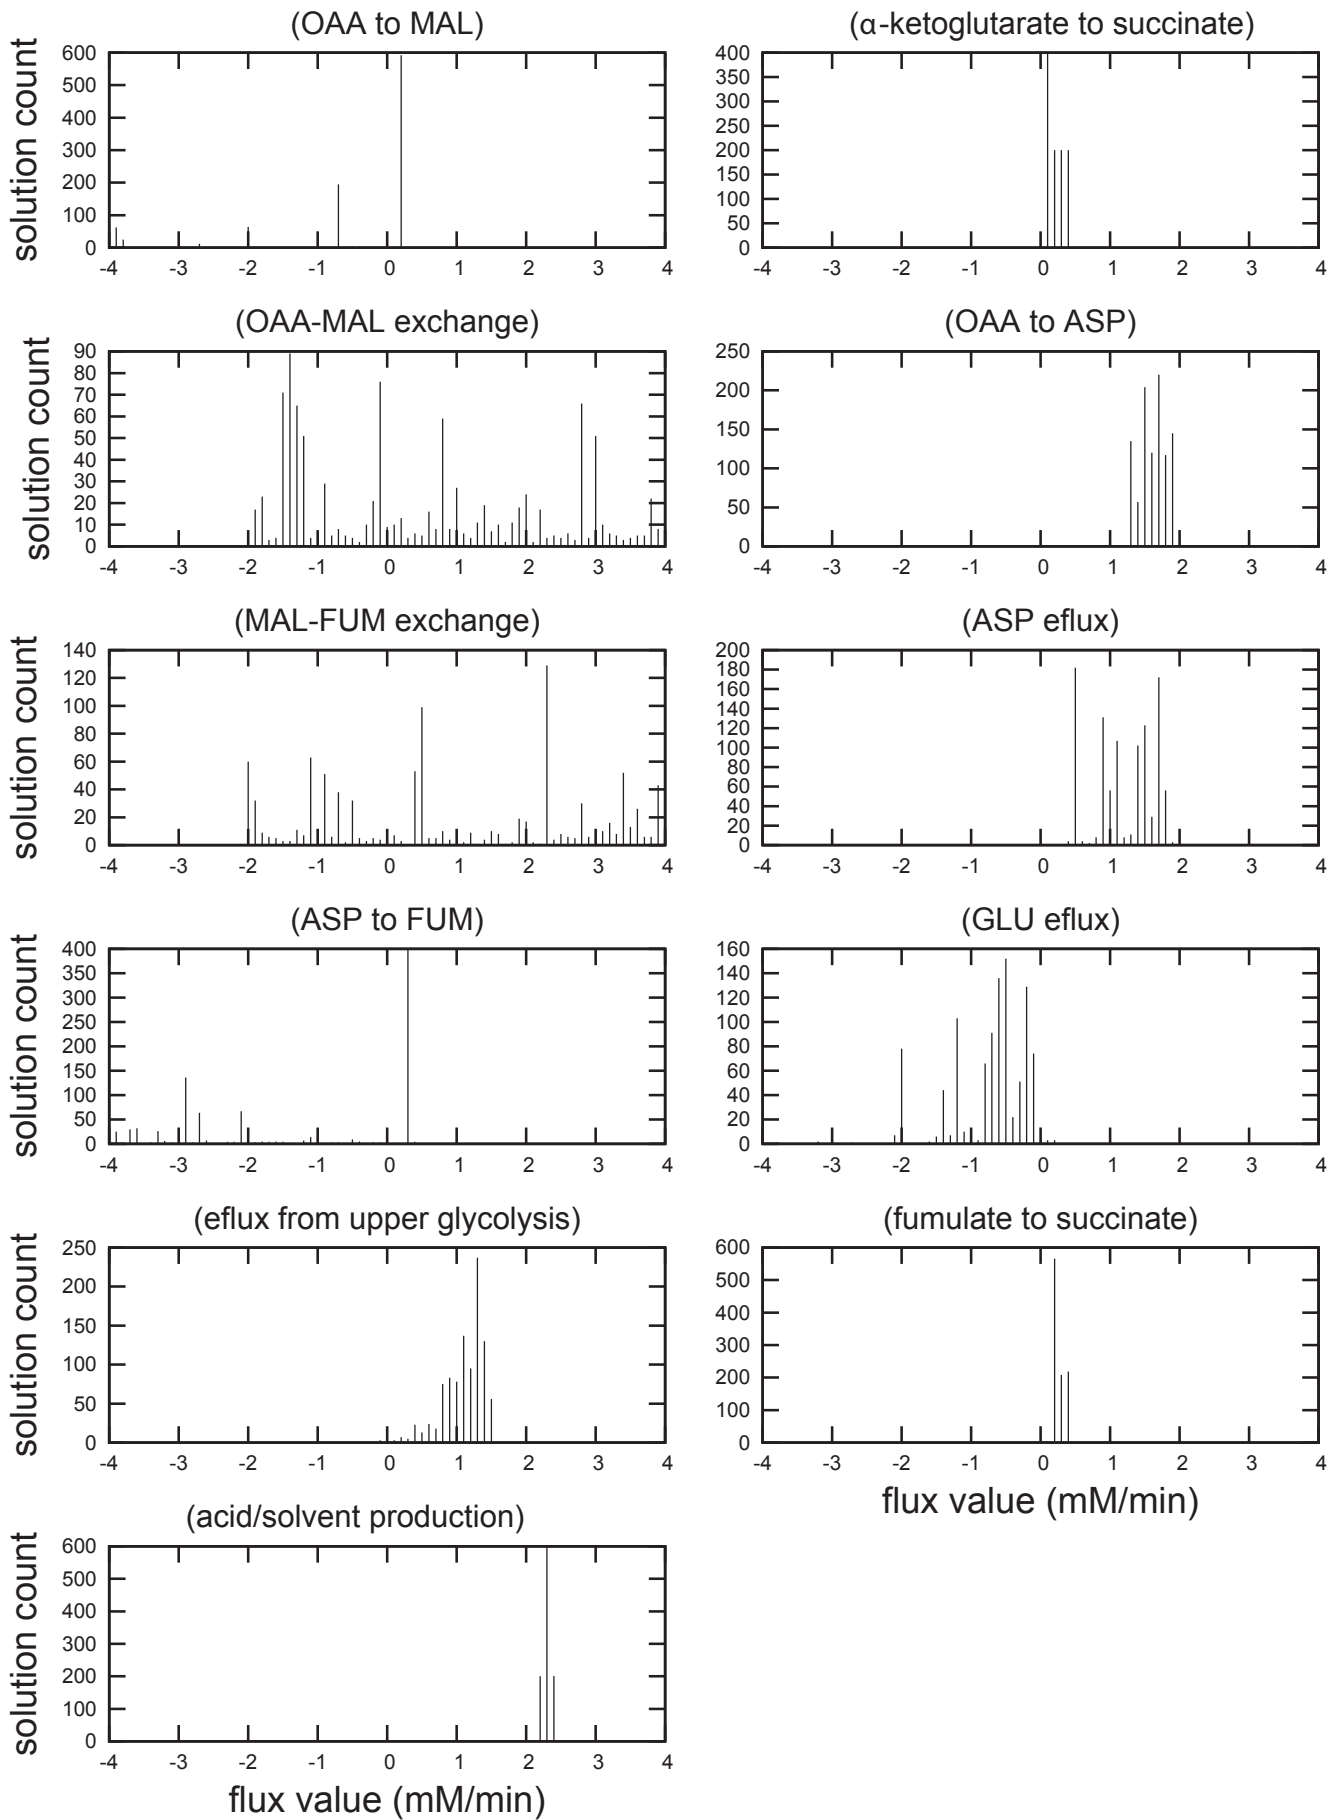 (OAA to MAL)
solution count
600
500
400
300
200
100
0
-4 -3 -2 -1 0 1 2 3 4
(α-ketoglutarate to succinate)
400
350
300
250
200
150
100
50
0
-4 -3 -2 -1 0 1 2 3 4
(OAA-MAL exchange)
solution count
90
80
70
60
50
40
30
20
10
0
-4 -3 -2 -1 0 1 2 3 4
(OAA to ASP)
250
200
150
100
50
0
-4 -3 -2 -1 0 1 2 3 4
(MAL-FUM exchange)
solution count
140
120
100
80
60
40
20
0
-4 -3 -2 -1 0 1 2 3 4
(ASP eflux)
200
180
160
140
120
100
80
60
40
20
0
-4 -3 -2 -1 0 1 2 3 4
(ASP to FUM)
solution count
400
350
300
250
200
150
100
50
0
-4 -3 -2 -1 0 1 2 3 4
(GLU eflux)
160
140
120
100
80
60
40
20
0
-4 -3 -2 -1 0 1 2 3 4
(eflux from upper glycolysis)
solution count
250
200
150
100
50
0
-4 -3 -2 -1 0 1 2 3 4
(fumulate to succinate)
600
500
400
300
200
100
0
-4 -3 -2 -1 0 1 2 3 4
flux value (mM/min)
(acid/solvent production)
solution count
600
500
400
300
200
100
0
-4 -3 -2 -1 0 1 2 3 4
flux value (mM/min)